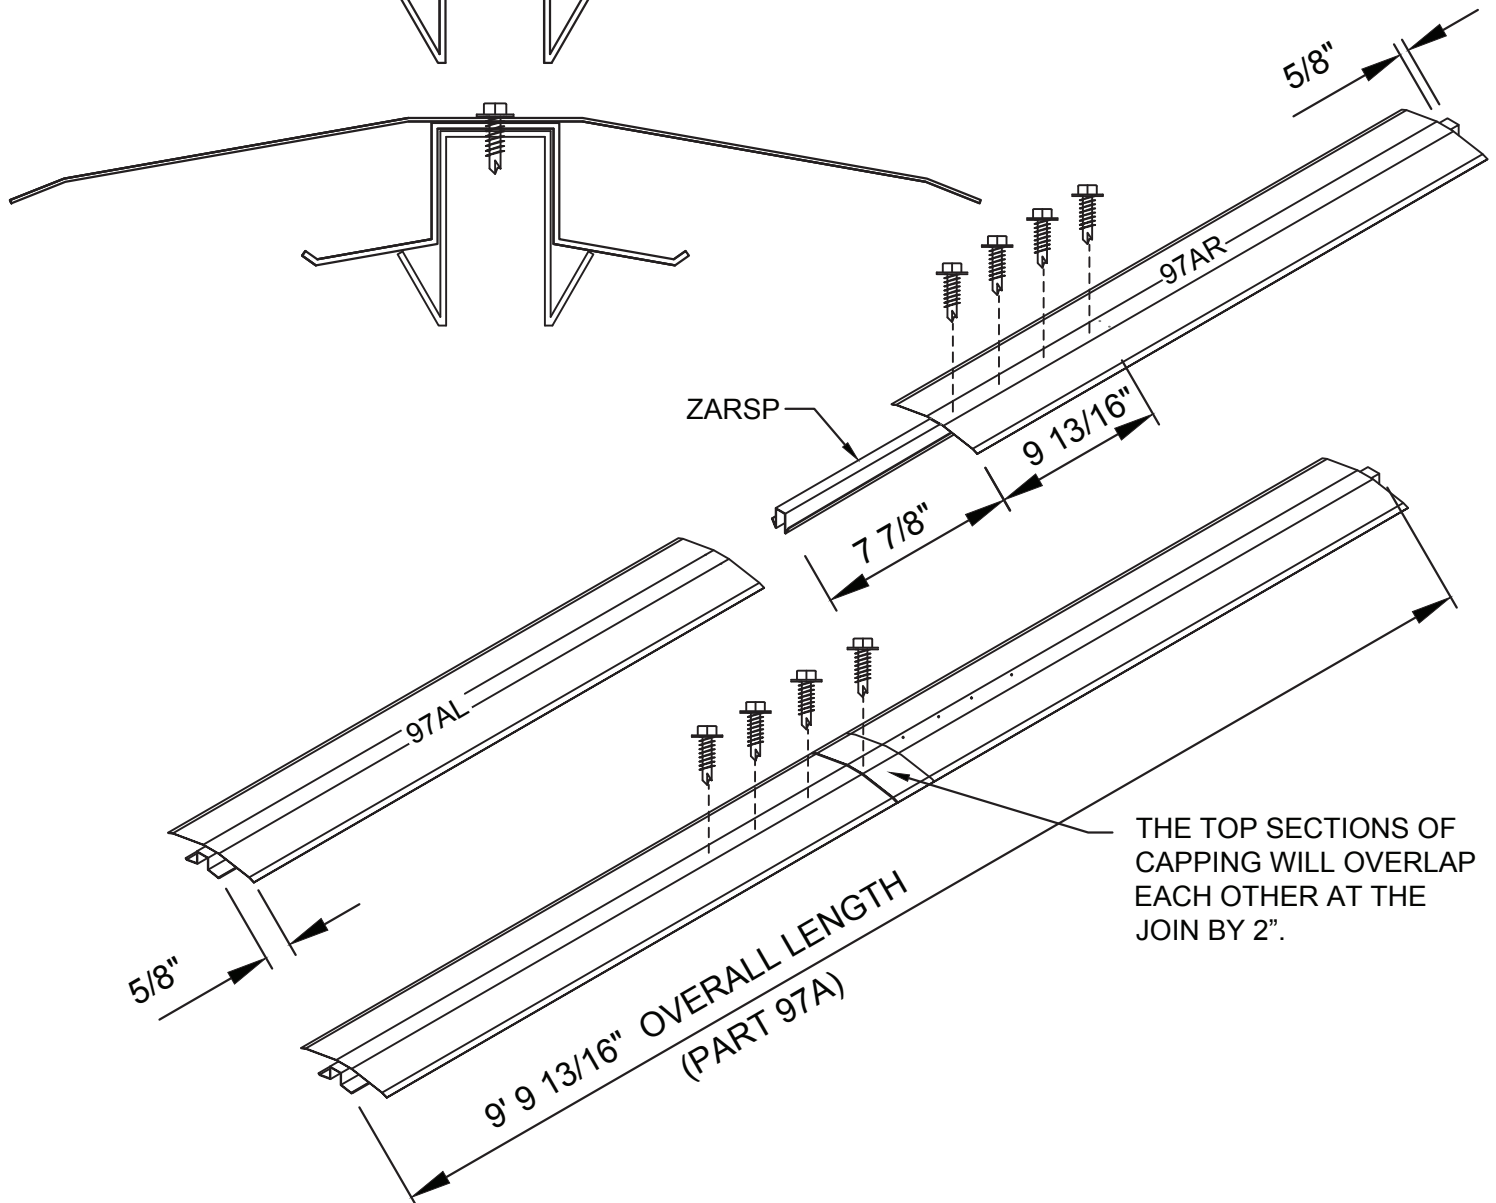 5/8"
97AR
ZARSP
9 13/16"
7 7/8"
97AL
THE TOP SECTIONS OF
CAPPING WILL OVERLAP
EACH OTHER AT THE
JOIN BY 2”.
5/8"
9' 9 13/16" OVERALL LENGTH
(PART 97A)